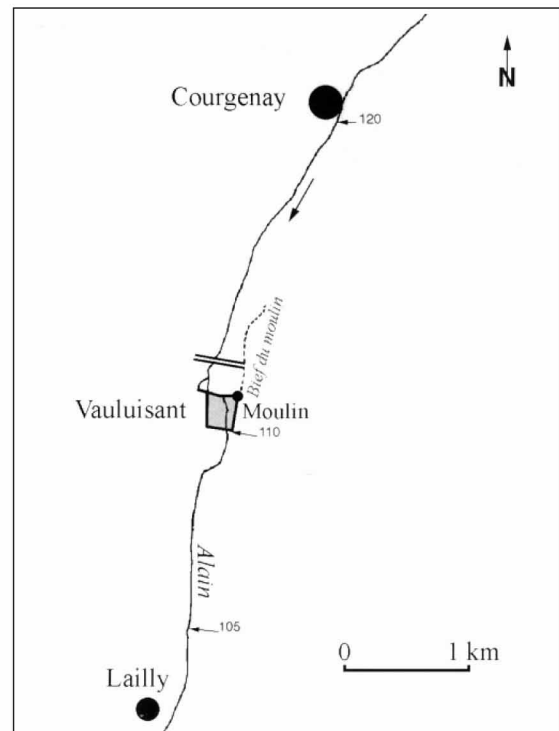 N
Courgenay
120
Bief du moulin
Vauluisant
Moulin
110
Alain
105
0 1 km
Lailly